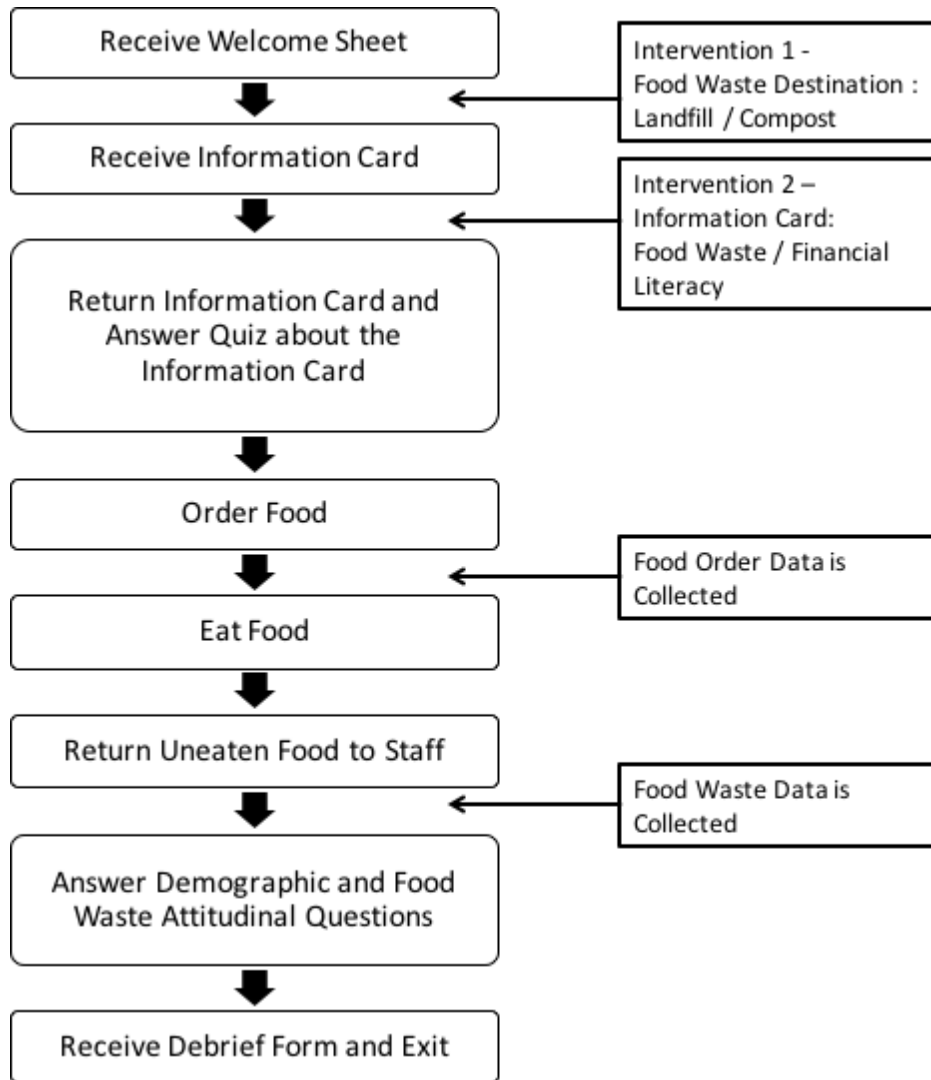 Receive Welcome Sheet
Intervention 1 -
Food Waste Destination :
Landfill / Compost
Receive Information Card
Intervention 2 –
Information Card:
Food Waste / Financial
Literacy
Return Information Card and
Answer Quiz about the
Information Card
Order Food
Food Order Data is
Collected
Eat Food
Return Uneaten Food to Staff
Food Waste Data is
Collected
Answer Demographic and Food
Waste Attitudinal Questions
Receive Debrief Form and Exit